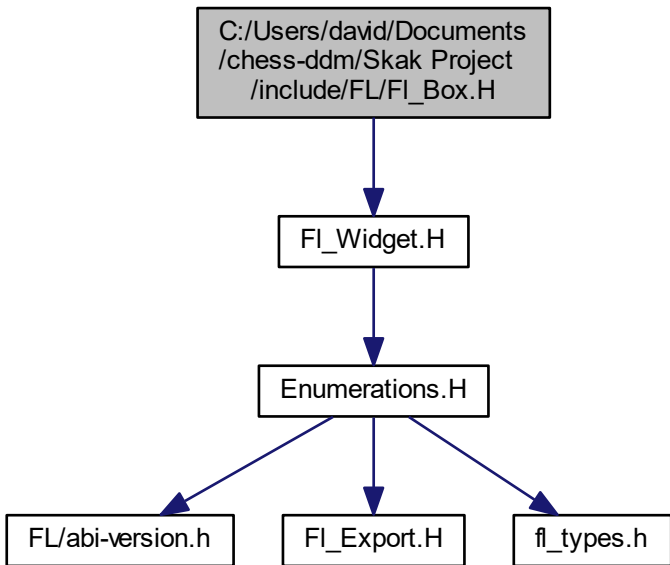 C:/Users/david/Documents
/chess-ddm/Skak Project
/include/FL/Fl_Box.H
Fl_Widget.H
Enumerations.H
FL/abi-version.h
Fl_Export.H
fl_types.h